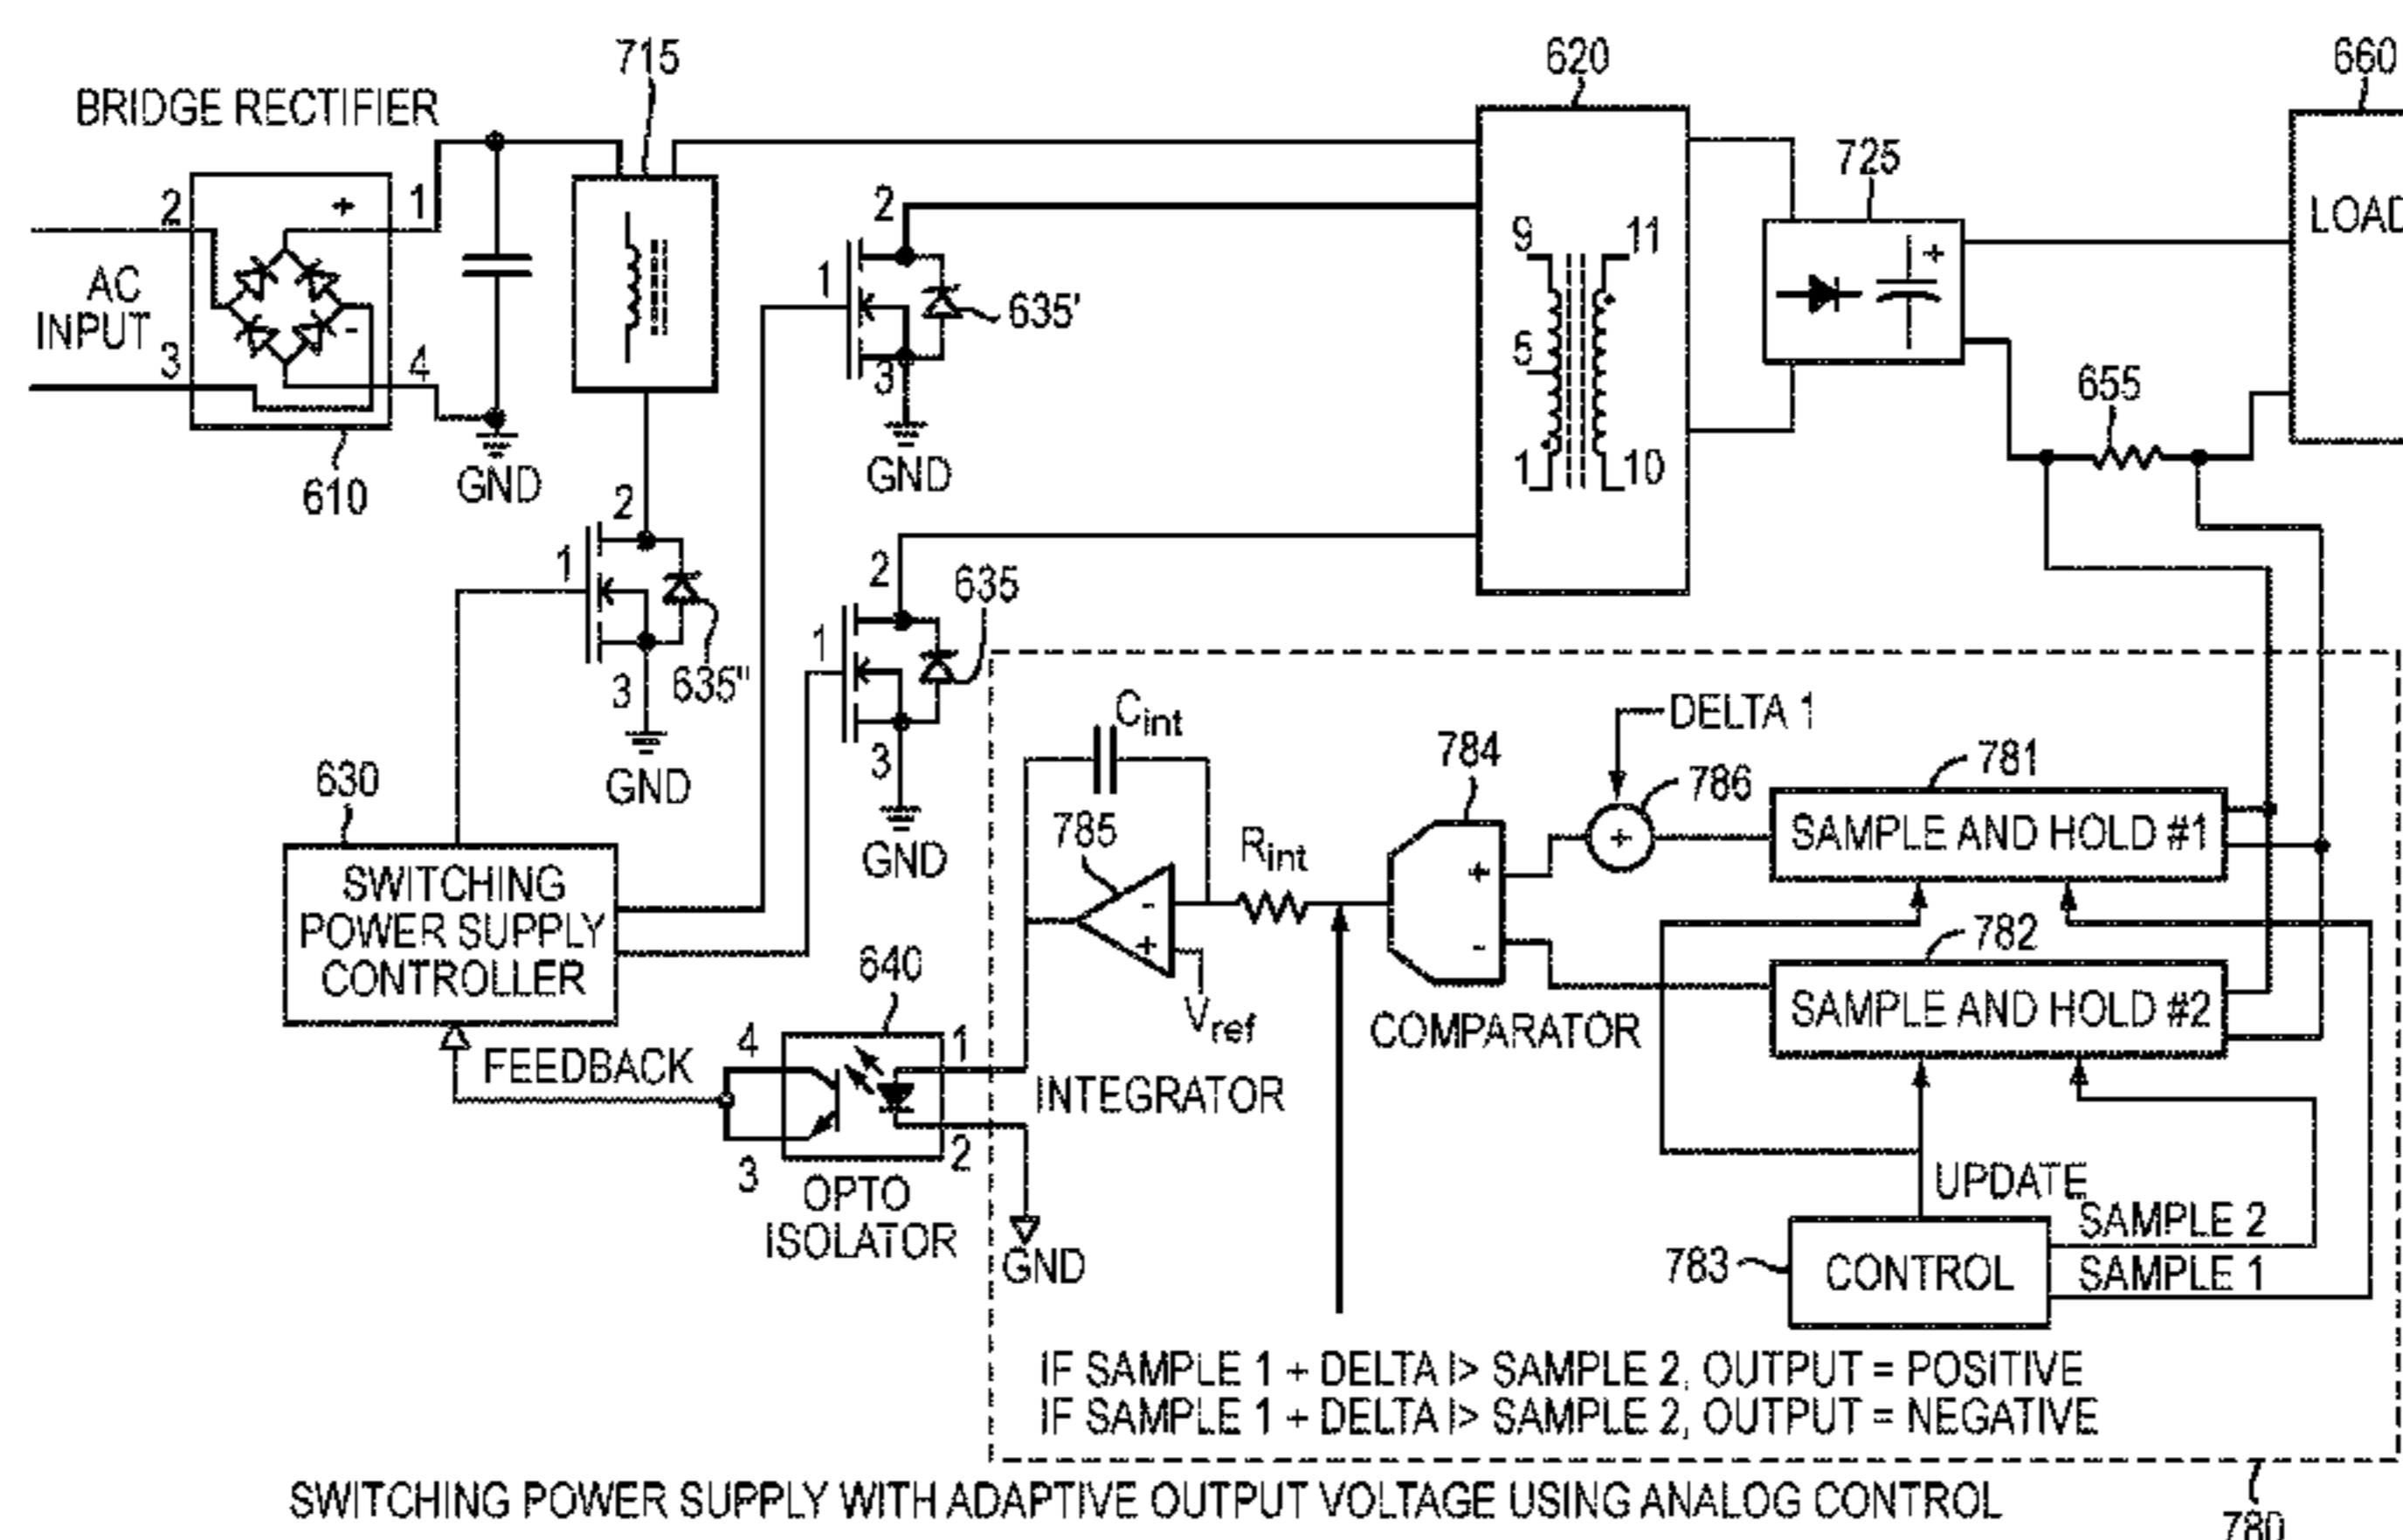 715
620
660
BRIDGE RECTIFIER
725
2
+
1
2
LOAD
9
11
+
AC
INPUT
1
635'
-
5
3
4
3
655
GND
GND
1
10
610
2
2
635
1
1
635"
3
Cint
DELTA 1
784
781
3
GND
630
786
785
Rint
SAMPLE AND HOLD #1
GND
+
+
SWITCHING
POWER SUPPLY
CONTROLLER
-
782
+
-
640
Vref
COMPARATOR
SAMPLE AND HOLD #2
4
1
FEEDBACK
INTEGRATOR
3
2
OPTO
ISOLATOR
UPDATE
SAMPLE 2
GND
783
CONTROL
SAMPLE 1
IF SAMPLE 1 + DELTA I> SAMPLE 2, OUTPUT = POSITIVE
IF SAMPLE 1 + DELTA I> SAMPLE 2, OUTPUT = NEGATIVE
SWITCHING POWER SUPPLY WITH ADAPTIVE OUTPUT VOLTAGE USING ANALOG CONTROL
780